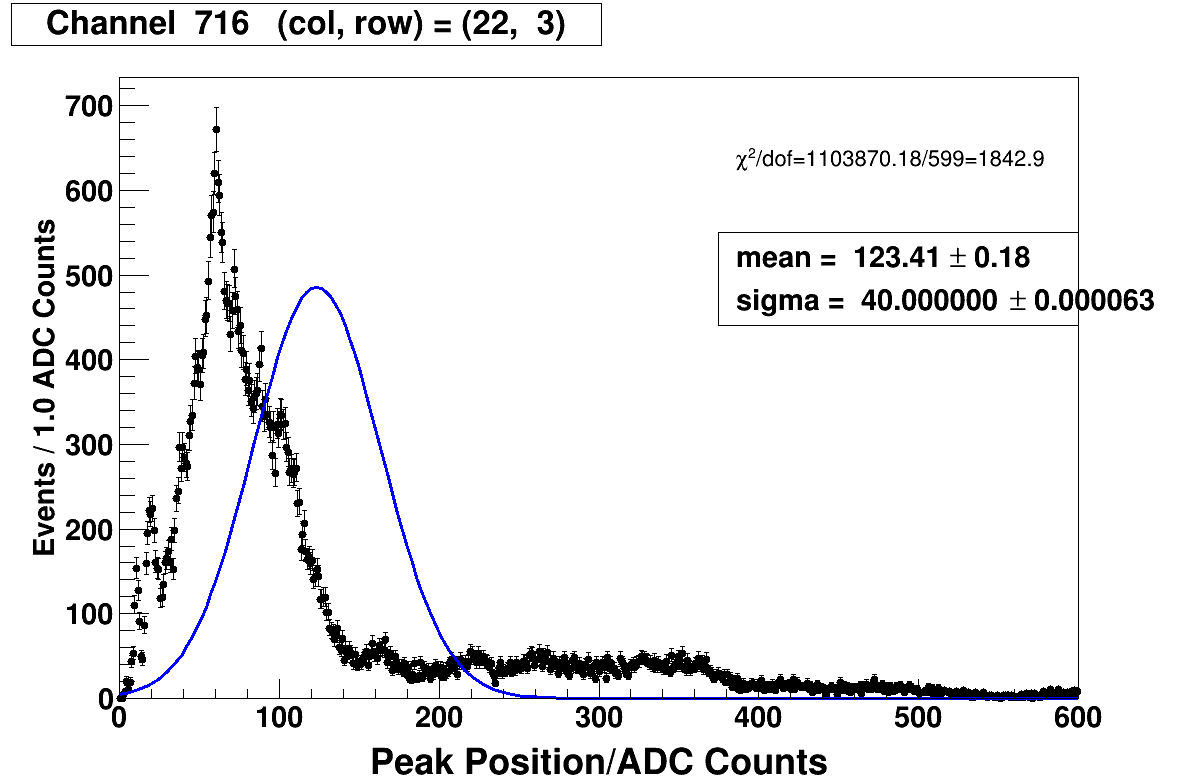 Channel  716   (col, row) = (22,  3)
χ²/dof=1103870.18/599=1842.9
mean =  123.41 ± 0.18
sigma =  40.000000 ± 0.000063
Events / 1.0 ADC Counts
700
600
500
400
300
200
100
0
0 100 200 300 400 500 600
Peak Position/ADC Counts